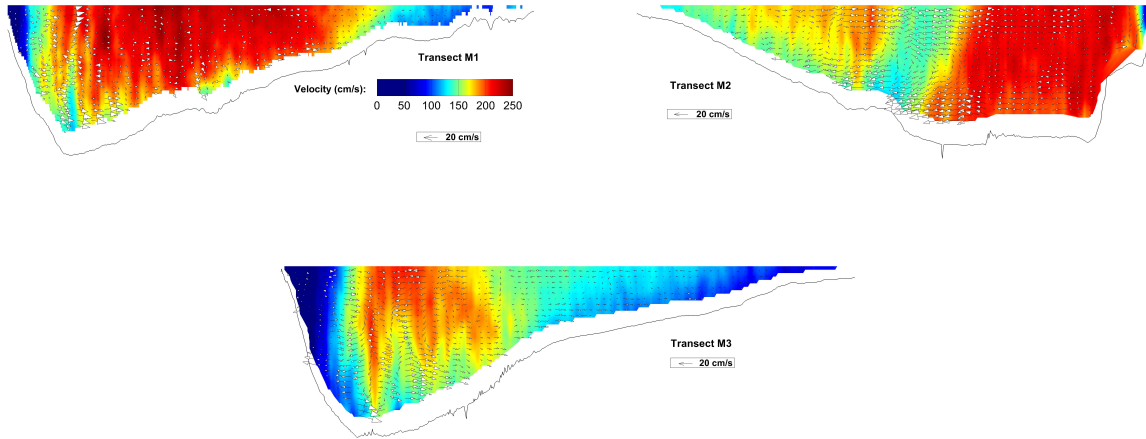 Transect M1
Velocity (cm/s):
0 50 100 150 200 250
20 cm/s
Transect M2
20 cm/s
Transect M3
20 cm/s